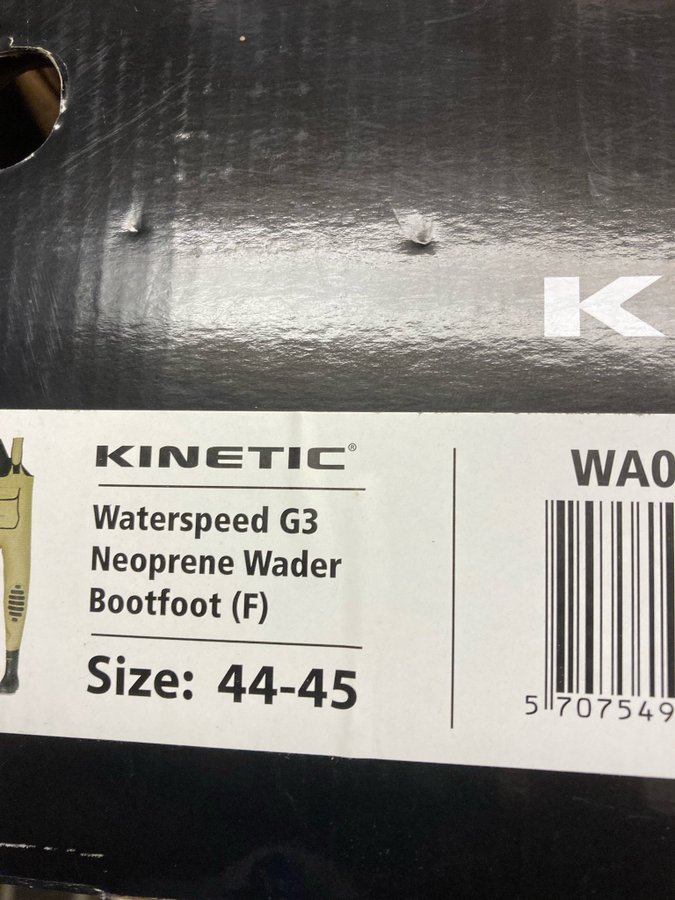 K
KINETIC®
Waterspeed G3
Neoprene Wader
Bootfoot (F)
Size: 44-45
WA0
5 707549